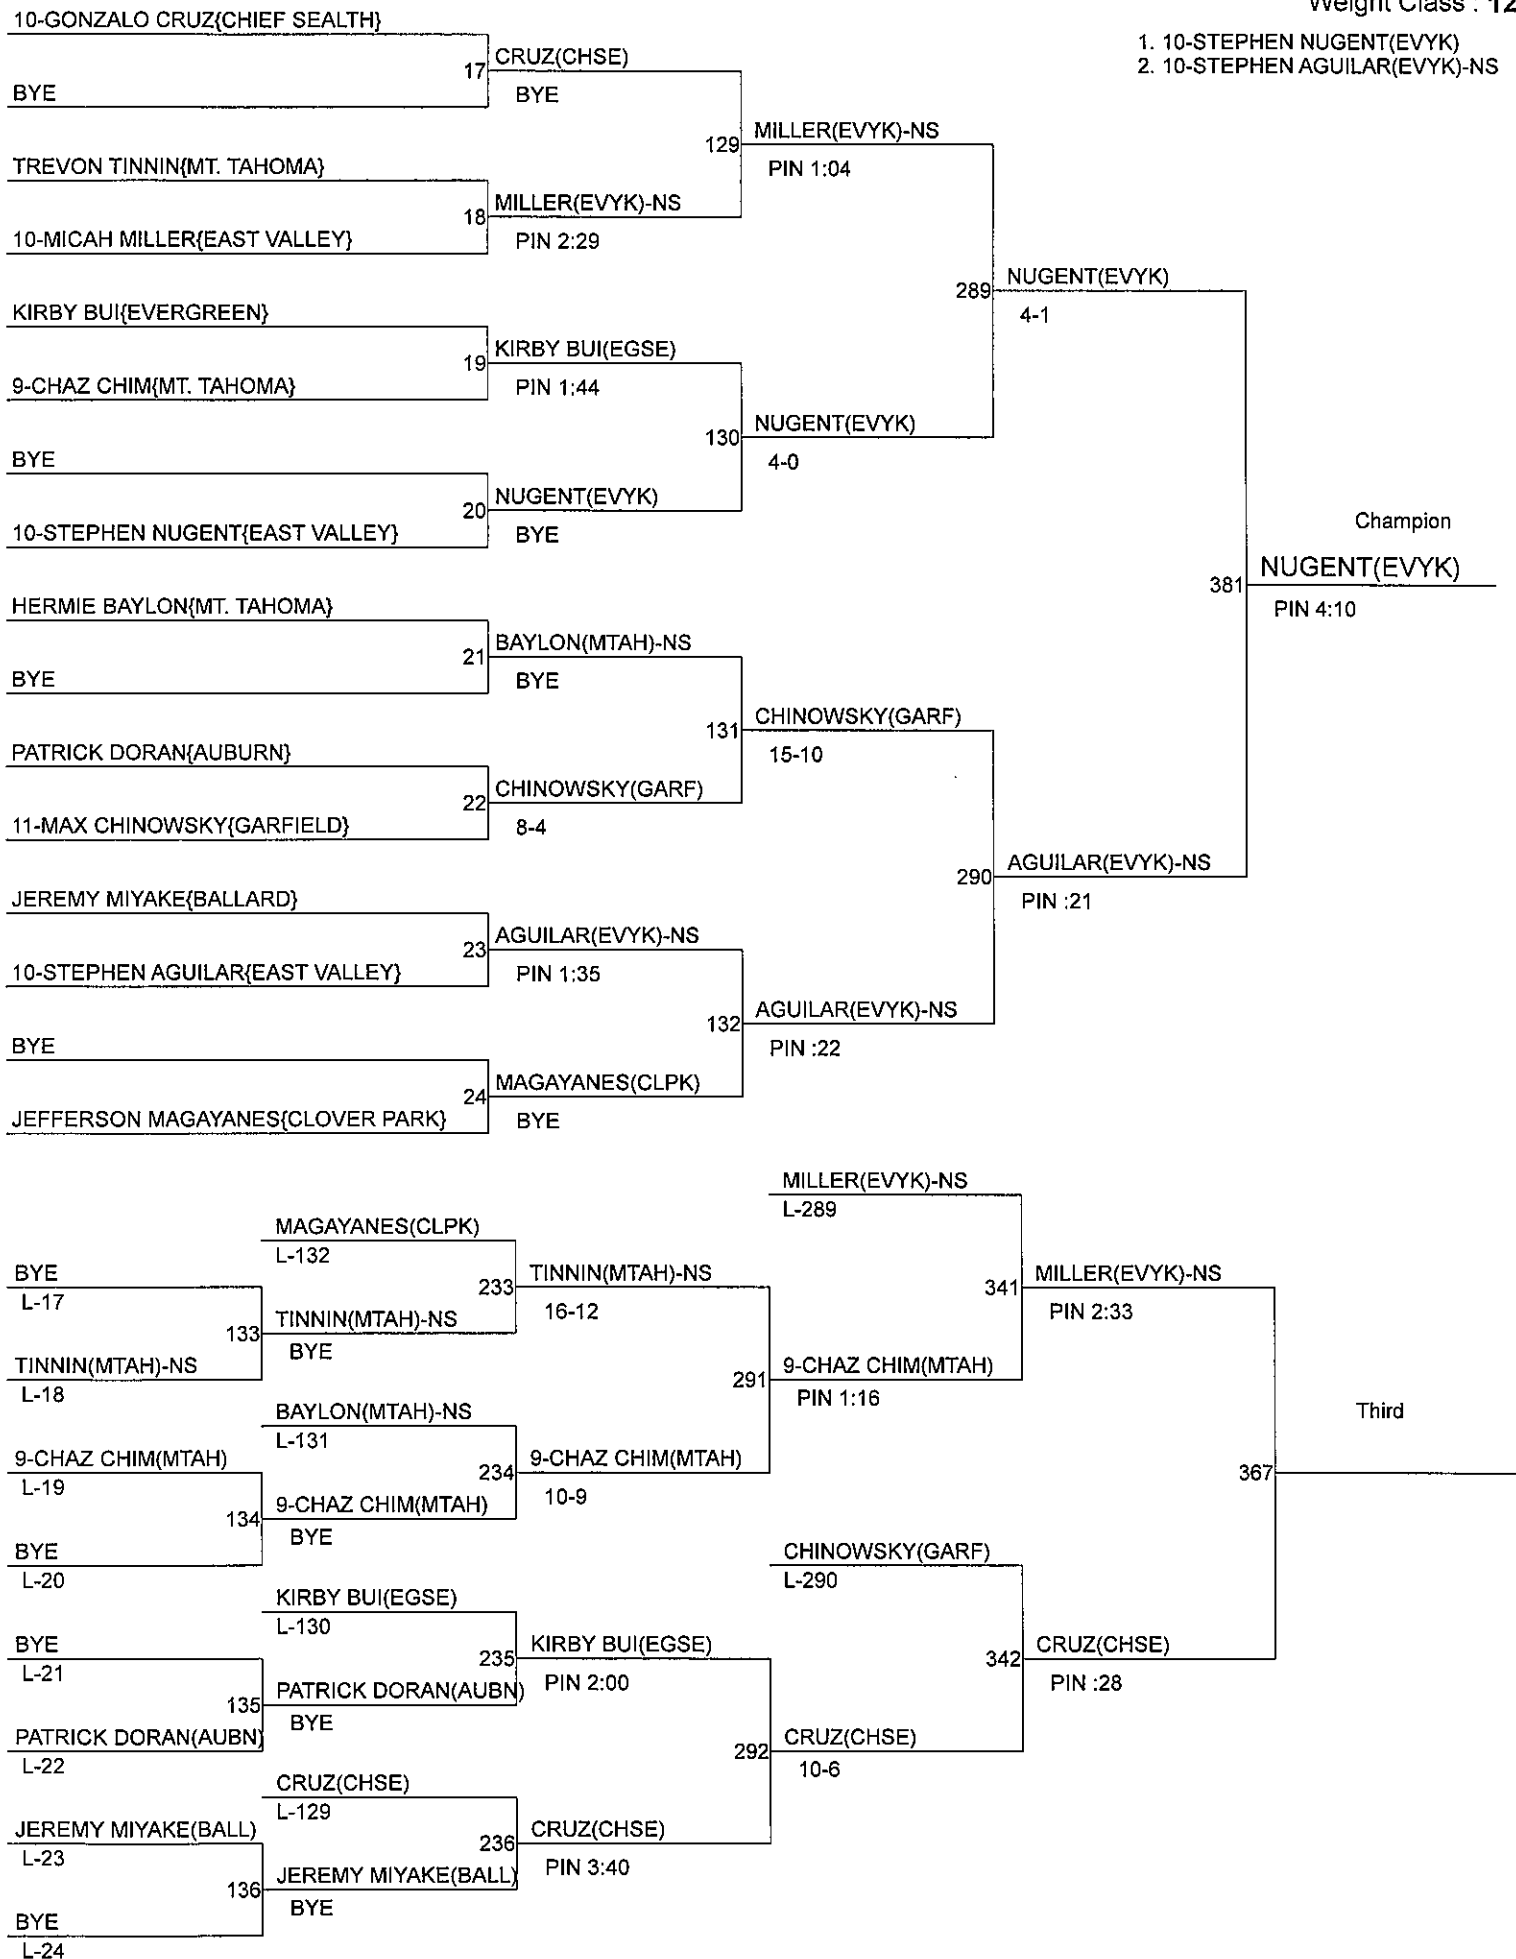 10-GONZALO CRUZ{CHIEF SEALTH}
Weight Class : 12
1. 10-STEPHEN NUGENT(EVYK)
2. 10-STEPHEN AGUILAR(EVYK)-NS
17
CRUZ(CHSE)
BYE
BYE
129
MILLER(EVYK)-NS
PIN 1:04
TREVON TINNIN{MT. TAHOMA}
18
MILLER(EVYK)-NS
PIN 2:29
10-MICAH MILLER{EAST VALLEY}
289
NUGENT(EVYK)
4-1
KIRBY BUI{EVERGREEN}
19
KIRBY BUI(EGSE)
PIN 1:44
9-CHAZ CHIM{MT. TAHOMA}
130
NUGENT(EVYK)
4-0
BYE
20
NUGENT(EVYK)
BYE
10-STEPHEN NUGENT{EAST VALLEY}
Champion
381
NUGENT(EVYK)
PIN 4:10
HERMIE BAYLON{MT. TAHOMA}
21
BAYLON(MTAH)-NS
BYE
BYE
131
CHINOWSKY(GARF)
15-10
PATRICK DORAN{AUBURN}
22
CHINOWSKY(GARF)
8-4
11-MAX CHINOWSKY{GARFIELD}
290
AGUILAR(EVYK)-NS
PIN :21
JEREMY MIYAKE{BALLARD}
23
AGUILAR(EVYK)-NS
PIN 1:35
10-STEPHEN AGUILAR{EAST VALLEY}
132
AGUILAR(EVYK)-NS
PIN :22
BYE
24
MAGAYANES(CLPK)
BYE
JEFFERSON MAGAYANES{CLOVER PARK}
MILLER(EVYK)-NS
L-289
MAGAYANES(CLPK)
L-132
BYE
L-17
233
TINNIN(MTAH)-NS
16-12
341
MILLER(EVYK)-NS
PIN 2:33
133
TINNIN(MTAH)-NS
BYE
TINNIN(MTAH)-NS
L-18
291
9-CHAZ CHIM(MTAH)
PIN 1:16
BAYLON(MTAH)-NS
L-131
Third
9-CHAZ CHIM(MTAH)
L-19
234
9-CHAZ CHIM(MTAH)
10-9
367
134
9-CHAZ CHIM(MTAH)
BYE
BYE
L-20
CHINOWSKY(GARF)
L-290
KIRBY BUI(EGSE)
L-130
BYE
L-21
235
KIRBY BUI(EGSE)
PIN 2:00
342
CRUZ(CHSE)
PIN :28
135
PATRICK DORAN(AUBN)
BYE
PATRICK DORAN(AUBN)
L-22
292
CRUZ(CHSE)
10-6
CRUZ(CHSE)
L-129
JEREMY MIYAKE(BALL)
L-23
236
CRUZ(CHSE)
PIN 3:40
136
JEREMY MIYAKE(BALL)
BYE
BYE
L-24